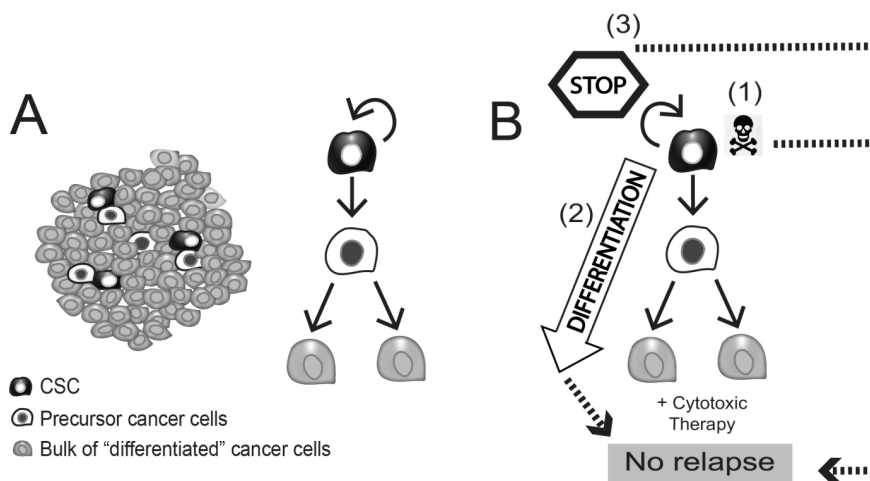 A
CSC
Precursor cancer cells
Bulk of “differentiated” cancer cells
B
(3)
STOP
(1)
(2)
DIFFERENTIATION
+ Cytotoxic
Therapy
No relapse